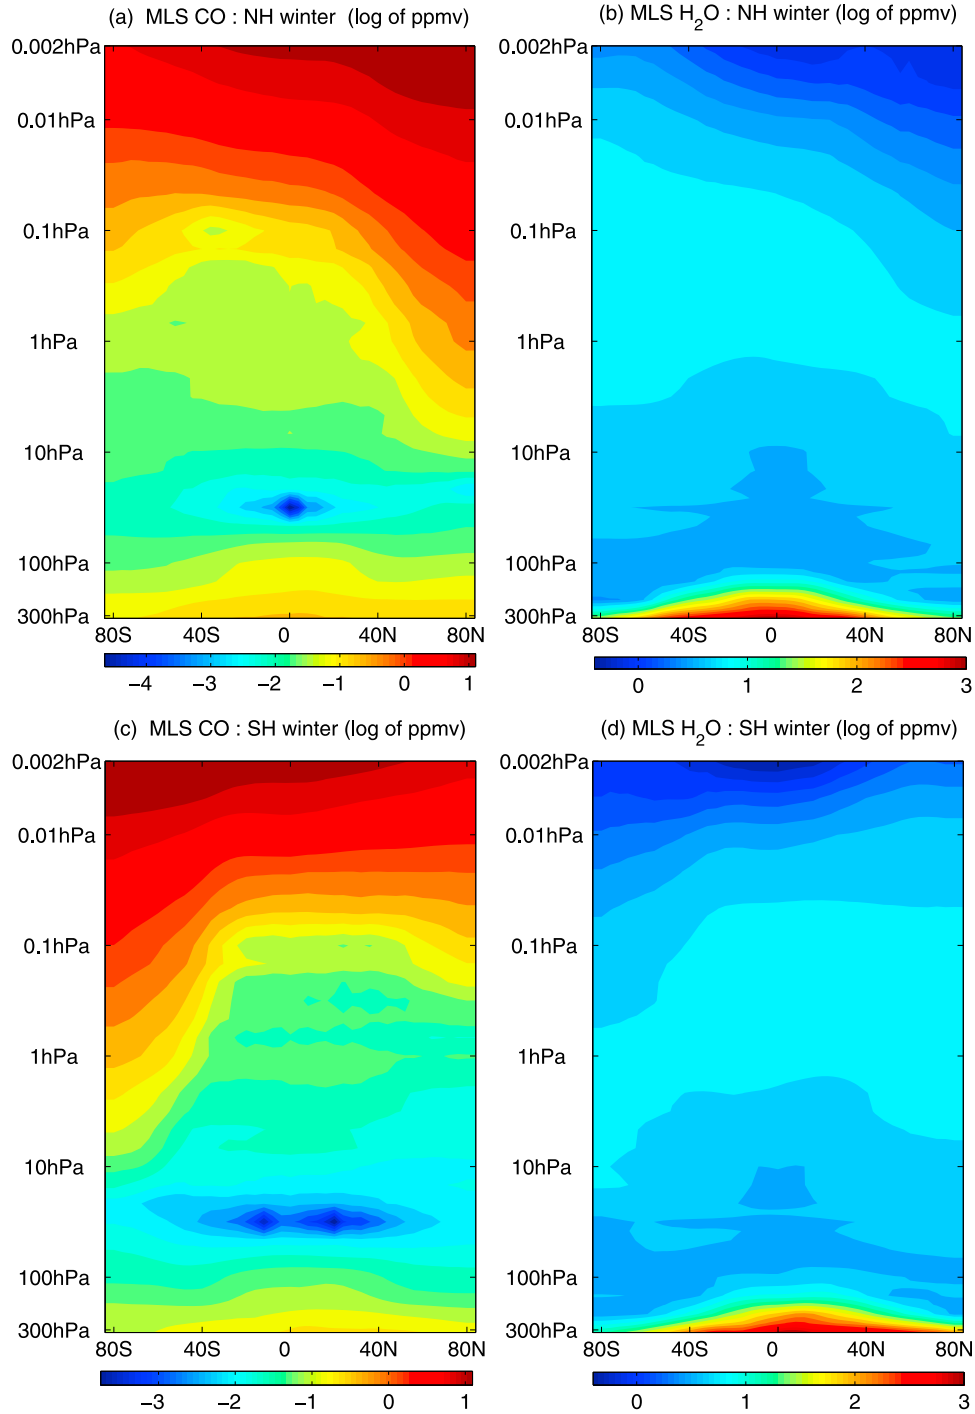 (a) MLS CO : NH winter (log of ppmv)
0.002hPa
0.01hPa
0.1hPa
1hPa
10hPa
100hPa
300hPa
80S 40S 0 40N 80N
−4 −3 −2 −1 0 1
(b) MLS H2O : NH winter (log of ppmv)
0.002hPa
0.01hPa
0.1hPa
1hPa
10hPa
100hPa
300hPa
80S 40S 0 40N 80N
0 1 2 3
(c) MLS CO : SH winter (log of ppmv)
0.002hPa
0.01hPa
0.1hPa
1hPa
10hPa
100hPa
300hPa
80S 40S 0 40N 80N
−3 −2 −1 0 1
(d) MLS H2O : SH winter (log of ppmv)
0.002hPa
0.01hPa
0.1hPa
1hPa
10hPa
100hPa
300hPa
80S 40S 0 40N 80N
0 1 2 3